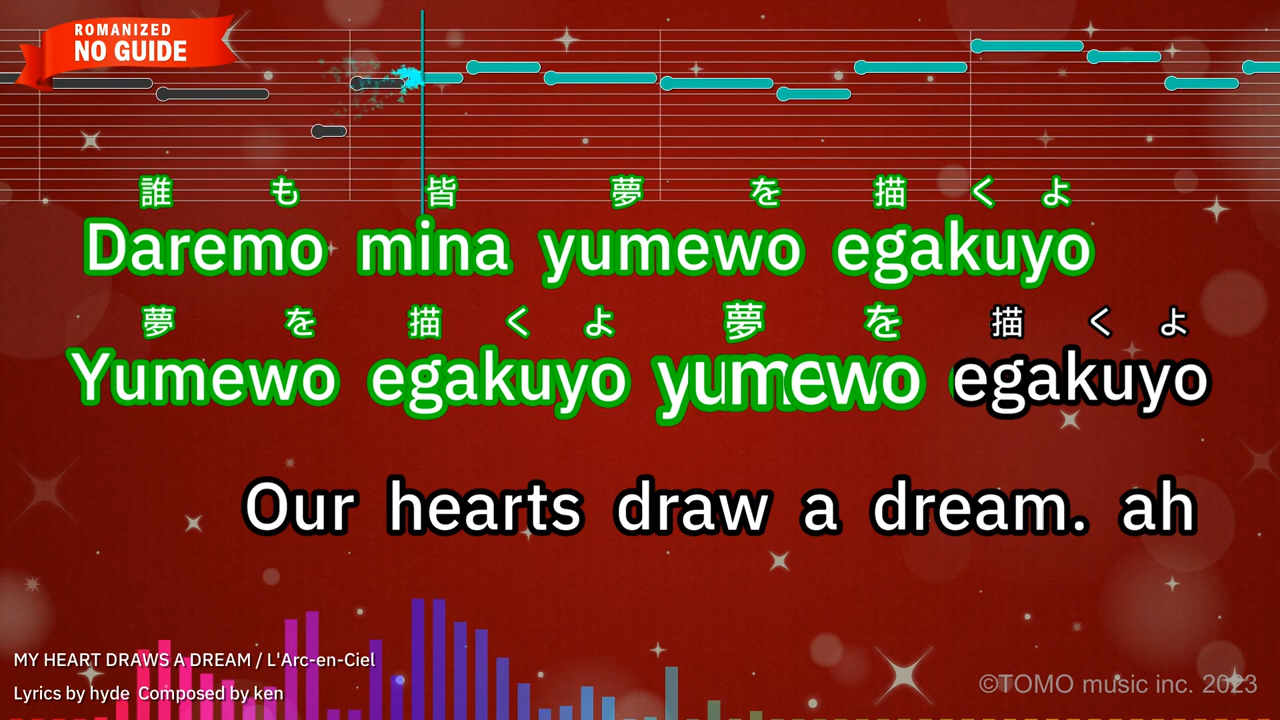 ROMANIZED
NO GUIDE
誰も皆夢を描くよ
Daremo mina yumewo egakuyo
夢を描くよ夢を描くよ
Yumewo egakuyo yumewo egakuyo
Our hearts draw a dream. ah
MY HEART DRAWS A DREAM / L'Arc-en-Ciel
Lyrics by hyde Composed by ken
©TOMO music inc. 2023